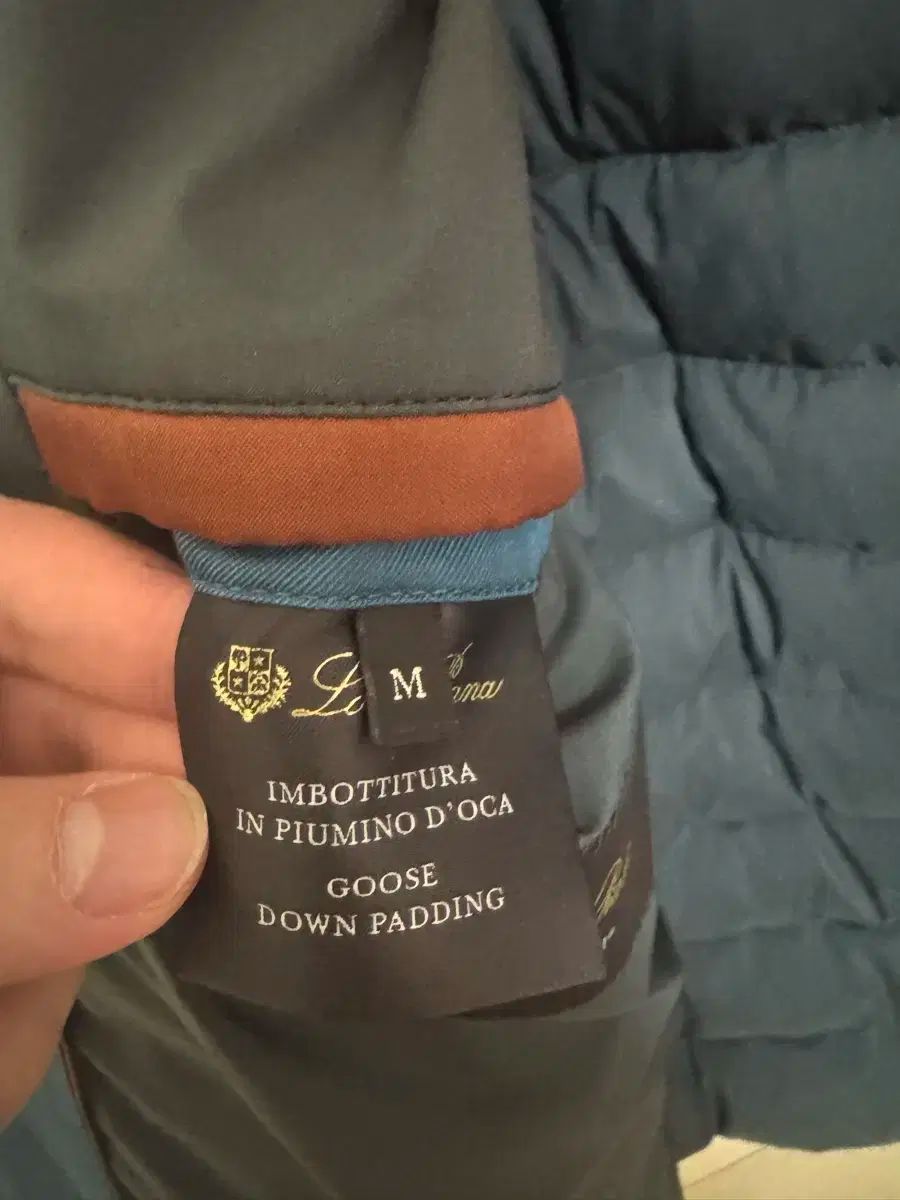 M
IMBOTTITURA
IN PIUMINO D'OCA
GOOSE
DOWN PADDING